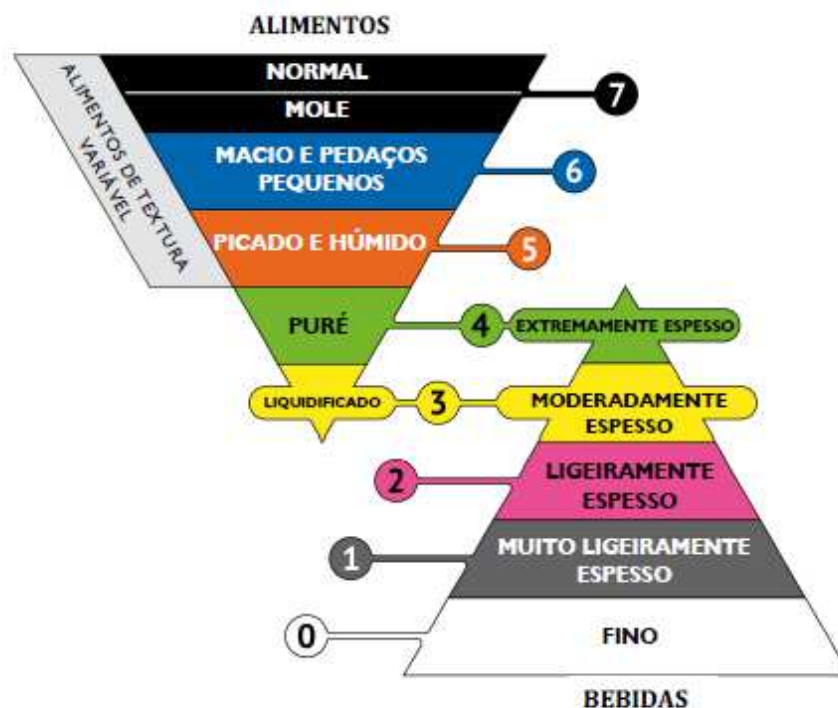 ALIMENTOS
NORMAL
MOLE
7
ALIMENTOS DE TEXTURA
VARIÁVEL
MACIO E PEDAÇOS
PEQUENOS
6
PICADO E HÚMIDO
5
PURÉ
4
EXTREMAMENTE ESPESSO
LIQUIDIFICADO
3
MODERADAMENTE
ESPESSO
2
LIGEIRAMENTE
ESPESSO
1
MUITO LIGEIRAMENTE
ESPESSO
0
FINO
BEBIDAS